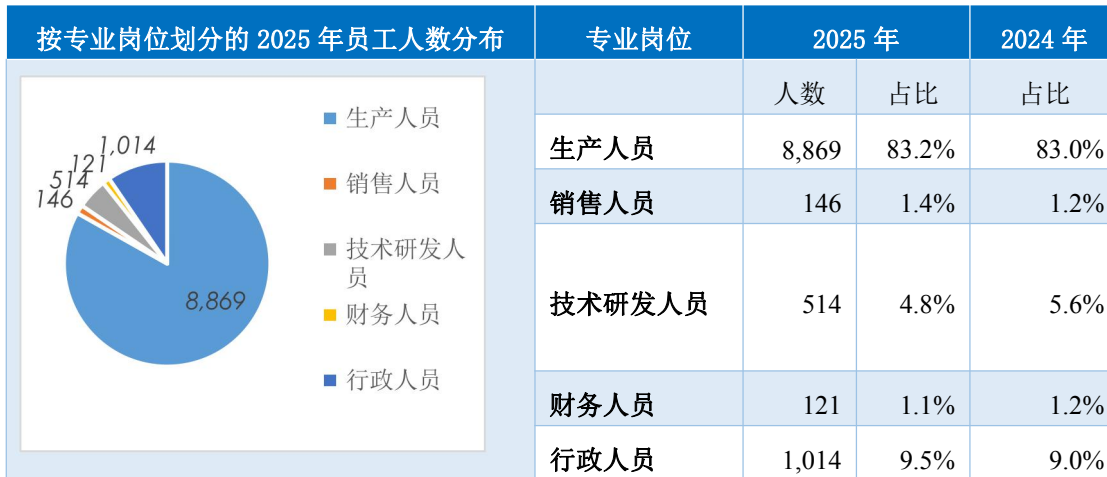 按专业岗位划分的 2025 年员工人数分布 专业岗位 2025 年 2024 年
人数 占比 占比
生产人员 8,869 83.2% 83.0%
销售人员 146 1.4% 1.2%
技术研发人员 514 4.8% 5.6%
财务人员 121 1.1% 1.2%
行政人员 1,014 9.5% 9.0%
1,014
121
514
146
8,869
生产人员
销售人员
技术研发人
员
财务人员
行政人员